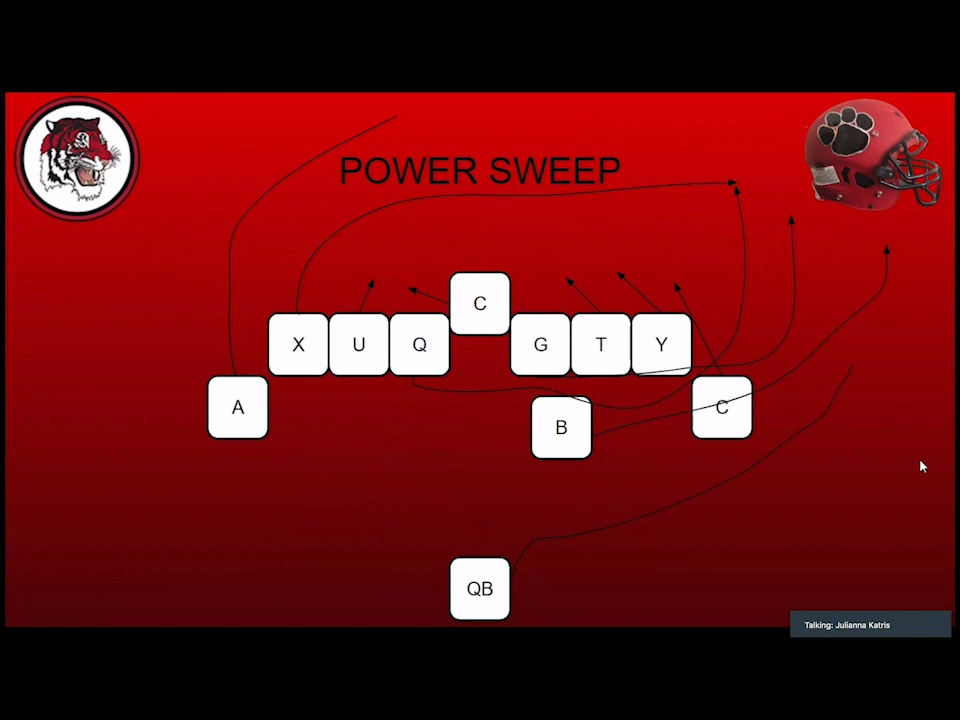 POWER SWEEP
C
X U Q G T Y
A B C
QB
Talking: Julianna Katris